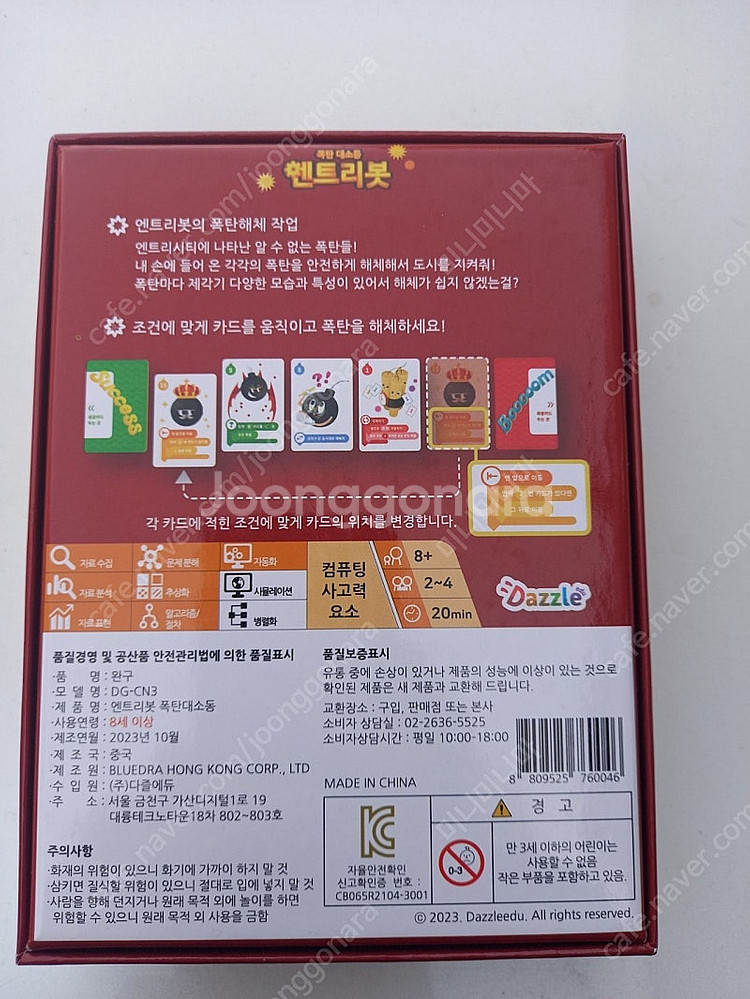 폭탄 대소동
엔트리봇
엔트리봇의 폭탄해체 작업
엔트리시티에 나타난 알 수 없는 폭탄들!
내 손에 들어 온 각각의 폭탄을 안전하게 해체해서 도시를 지켜줘!
폭탄마다 제각기 다양한 모습과 특성이 있어서 해체가 쉽지 않겠는걸?
조건에 맞게 카드를 움직이고 폭탄을 해체하세요!
Success
Booooom
맨 앞으로 이동
각 카드에 적힌 조건에 맞게 카드의 위치를 변경합니다.
자료 수집 문제 분해 자동화
자료 분석 추상화 시뮬레이션
자료 표현 알고리즘/절차 병렬화
컴퓨팅
사고력
요소
8+
2~4
20min
Dazzle
품질경영 및 공산품 안전관리법에 의한 품질표시
·품 명 : 완구
·모 델 명 : DG-CN3
·제 품 명 : 엔트리봇 폭탄대소동
·사용연령 : 8세 이상
·제조연월 : 2023년 10월
·제 조 국 : 중국
·제 조 원 : BLUEDRA HONG KONG CORP., LTD
·수 입 원 : (주)다즐에듀
·주 소 : 서울 금천구 가산디지털1로 19
대륭테크노타운18차 802~803호
주의사항
·화재의 위험이 있으니 화기에 가까이 하지 말 것
·삼키면 질식할 위험이 있으니 절대로 입에 넣지 말 것
·사람을 향해 던지거나 원래 목적 외에 놀이를 하면
위험할 수 있으니 원래 목적 외 사용을 금함
품질보증표시
유통 중에 손상이 있거나 제품의 성능에 이상이 있는 것으로
확인된 제품은 새 제품과 교환해 드립니다.
교환장소 : 구입, 판매점 또는 본사
소비자 상담실 : 02-2636-5525
소비자상담시간 : 평일 10:00-18:00
8 809525 760046
MADE IN CHINA
KC
자율안전확인
신고확인증 번호 :
CB065R2104-3001
경 고
0-3
만 3세 이하의 어린이는
사용할 수 없음
작은 부품을 포함하고 있음.
© 2023. Dazzleedu. All rights reserved.
Joonggonara
cafe.naver.com/joonggonara
미니미니마